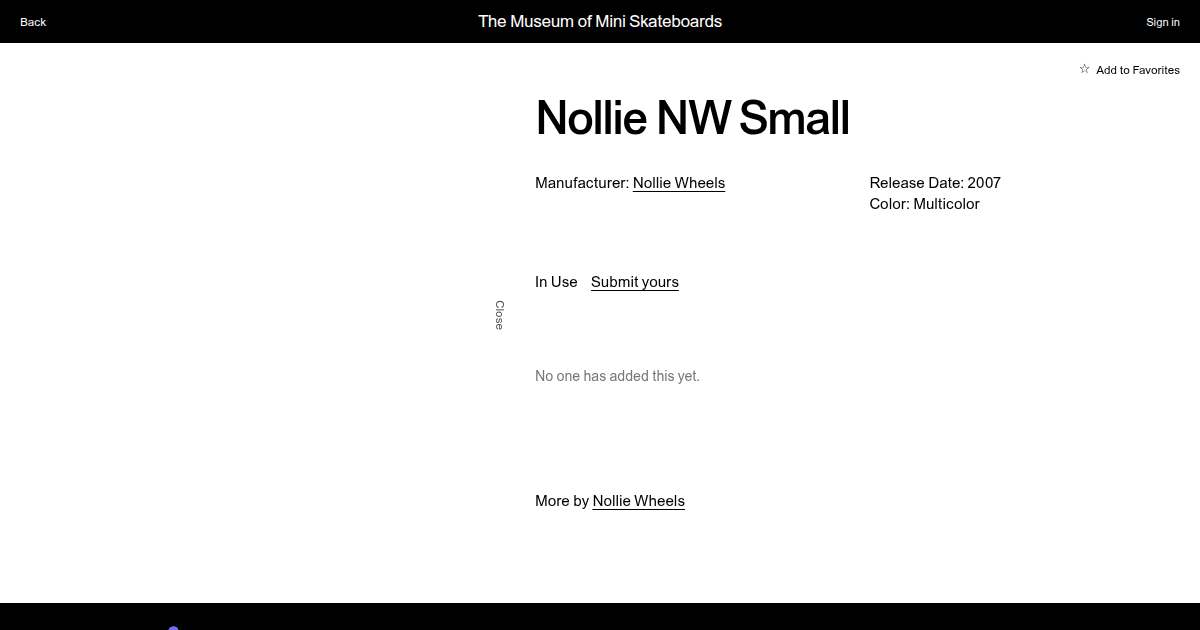 Back
The Museum of Mini Skateboards
Sign in
☆ Add to Favorites
Nollie NW Small
Manufacturer: Nollie Wheels
Release Date: 2007
Color: Multicolor
In Use Submit yours
Close
No one has added this yet.
More by Nollie Wheels